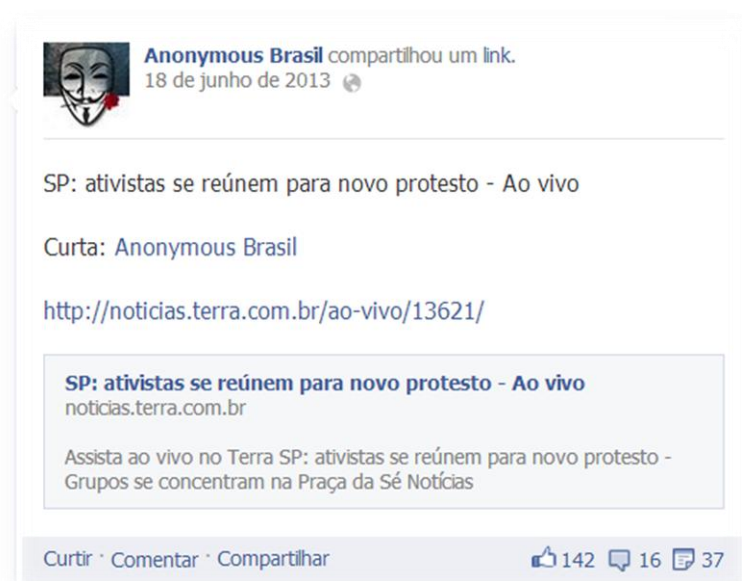 Anonymous Brasil compartilhou um link.
18 de junho de 2013
SP: ativistas se reúnem para novo protesto - Ao vivo
Curta: Anonymous Brasil
http://noticias.terra.com.br/ao-vivo/13621/
SP: ativistas se reúnem para novo protesto - Ao vivo
noticias.terra.com.br
Assista ao vivo no Terra SP: ativistas se reúnem para novo protesto -
Grupos se concentram na Praça da Sé Notícias
Curtir · Comentar · Compartilhar 142 16 37